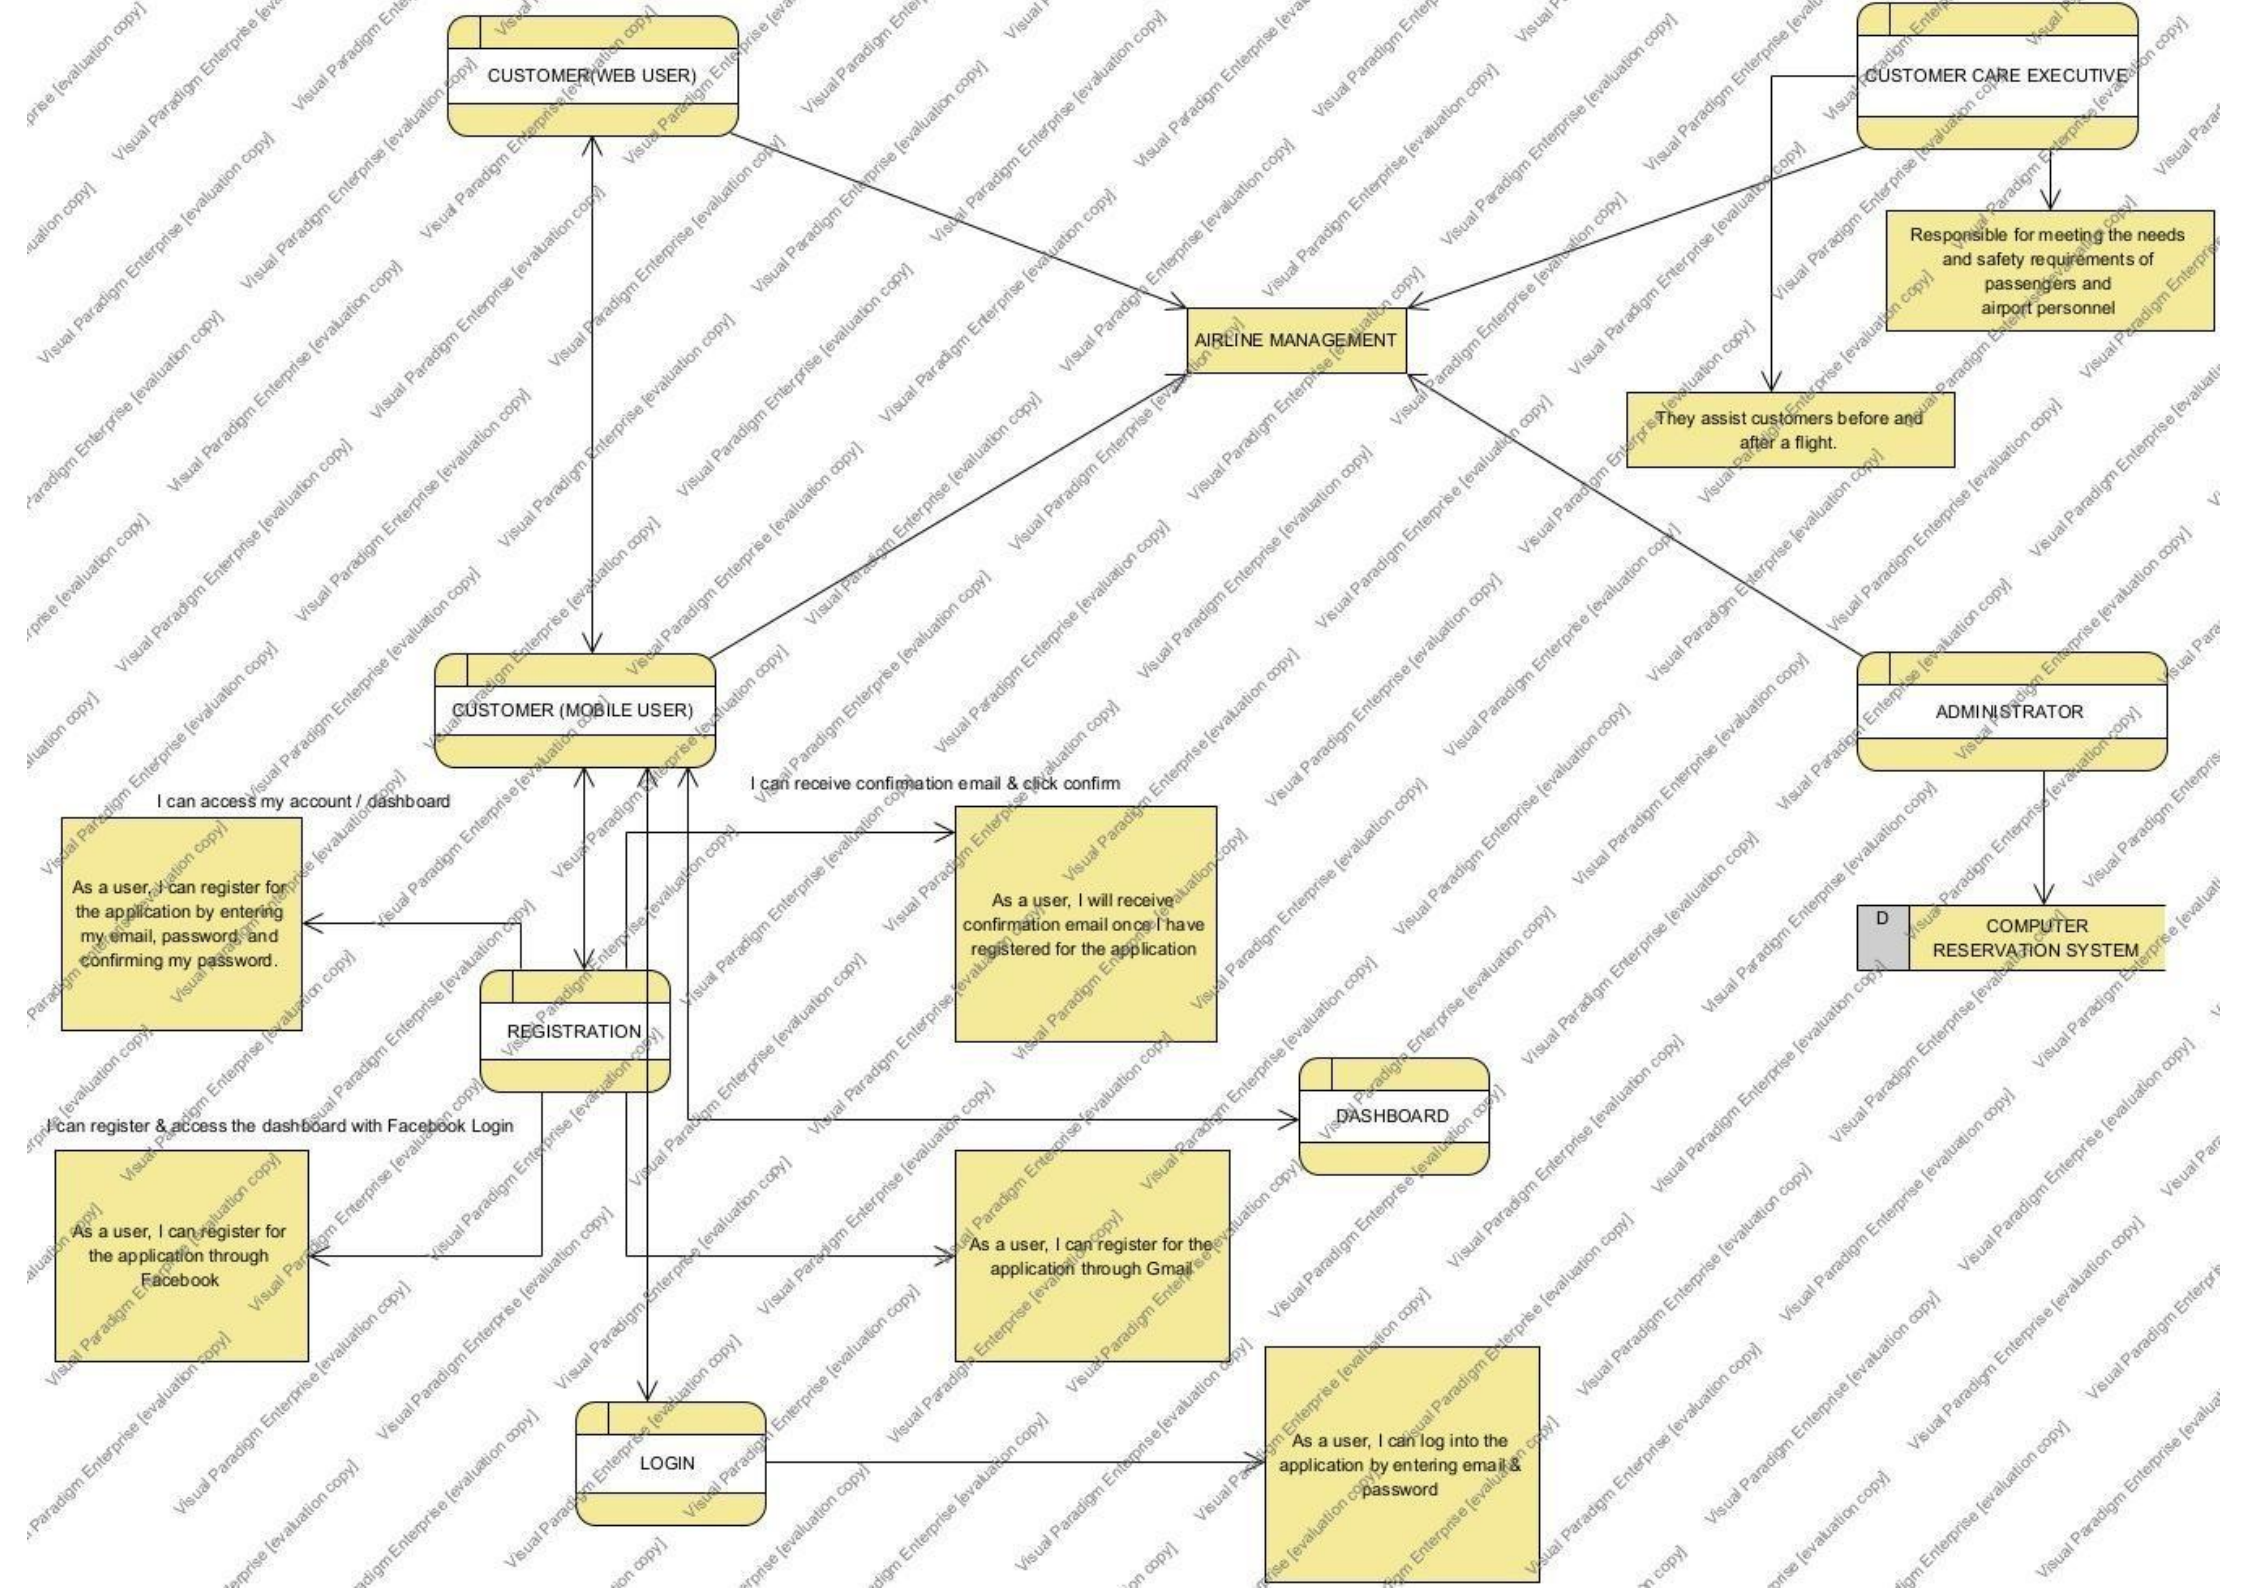 CUSTOMER(WEB USER)
CUSTOMER CARE EXECUTIVE
Responsible for meeting the needs
and safety requirements of
passengers and
airport personnel
AIRLINE MANAGEMENT
They assist customers before and
after a flight.
CUSTOMER (MOBILE USER)
ADMINISTRATOR
I can receive confirmation email & click confirm
I can access my account / dashboard
As a user, I can register for
the application by entering
my email, password, and
confirming my password.
As a user, I will receive
confirmation email once I have
registered for the application
D
COMPUTER
RESERVATION SYSTEM
REGISTRATION
DASHBOARD
I can register & access the dashboard with Facebook Login
As a user, I can register for
the application through
Facebook
As a user, I can register for the
application through Gmail
LOGIN
As a user, I can log into the
application by entering email &
password
Visual Paradigm Enterprise [evaluation copy]